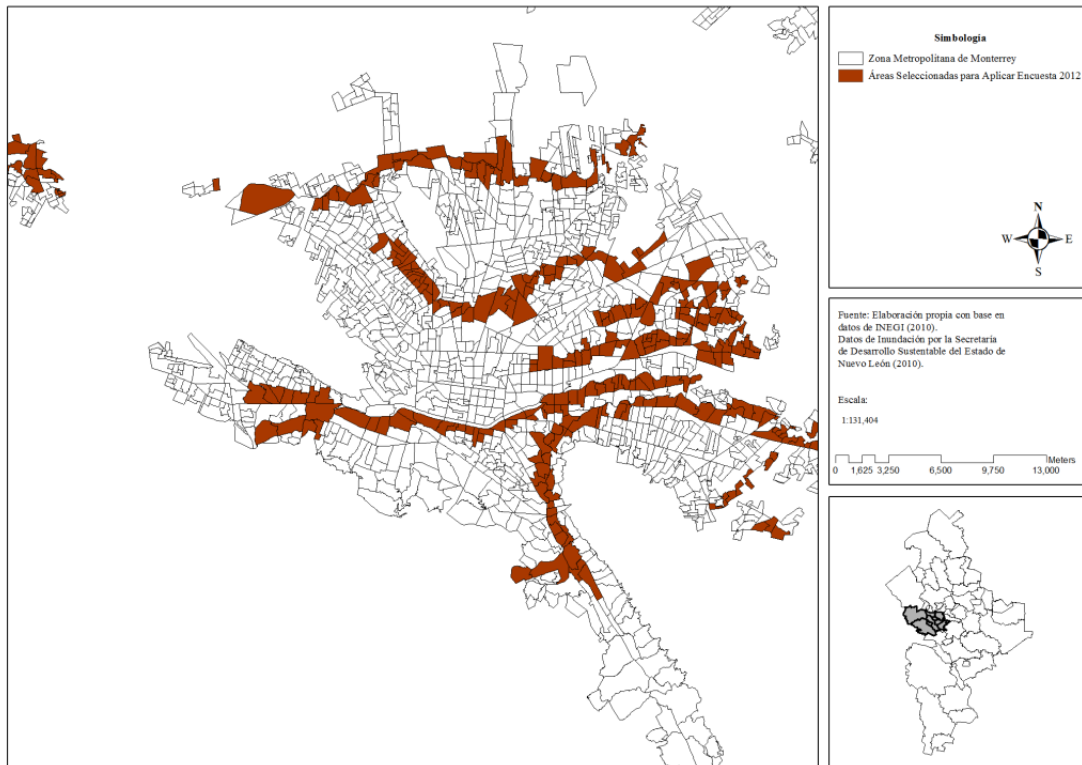 Simbología
Zona Metropolitana de Monterrey
Áreas Seleccionadas para Aplicar Encuesta 2012
N
W
E
S
Fuente: Elaboración propia con base en
datos de INEGI (2010).
Datos de Inundación por la Secretaría
de Desarrollo Sustentable del Estado de
Nuevo León (2010).
Escala:
1:131,404
Meters
0 1,625 3,250 6,500 9,750 13,000